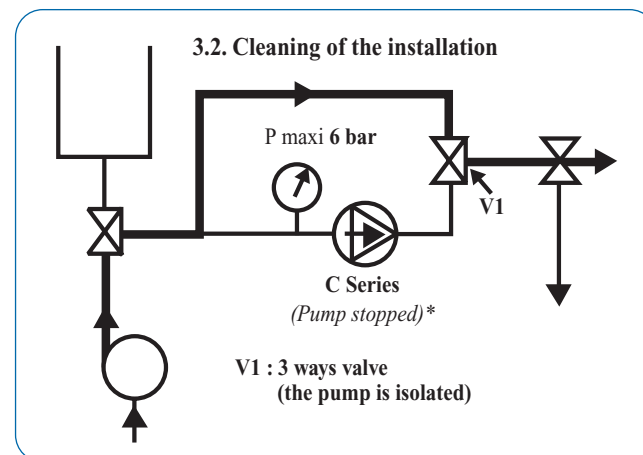 3.2. Cleaning of the installation
P maxi 6 bar
V1
C Series
(Pump stopped)*
V1 : 3 ways valve
(the pump is isolated)